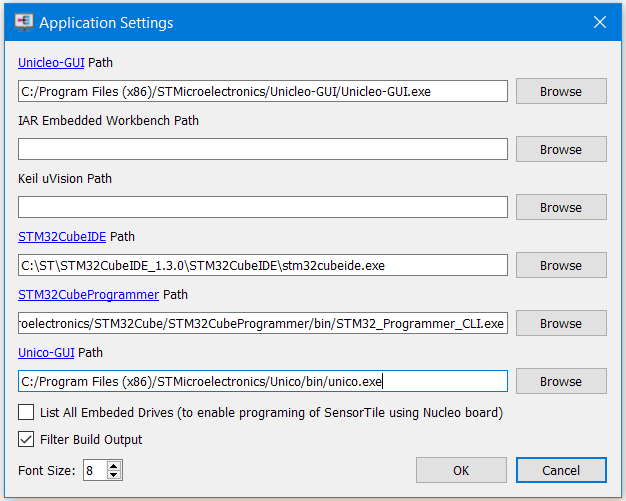 Application Settings
Unicleo-GUI Path
C:/Program Files (x86)/STMicroelectronics/Unicleo-GUI/Unicleo-GUI.exe
Browse
IAR Embedded Workbench Path
Browse
Keil uVision Path
Browse
STM32CubeIDE Path
C:\ST\STM32CubeIDE_1.3.0\STM32CubeIDE\stm32cubeide.exe
Browse
STM32CubeProgrammer Path
roelectronics/STM32Cube/STM32CubeProgrammer/bin/STM32_Programmer_CLI.exe
Browse
Unico-GUI Path
C:/Program Files (x86)/STMicroelectronics/Unico/bin/unico.exe
Browse
List All Embeded Drives (to enable programing of SensorTile using Nucleo board)
Filter Build Output
Font Size: 8
OK
Cancel